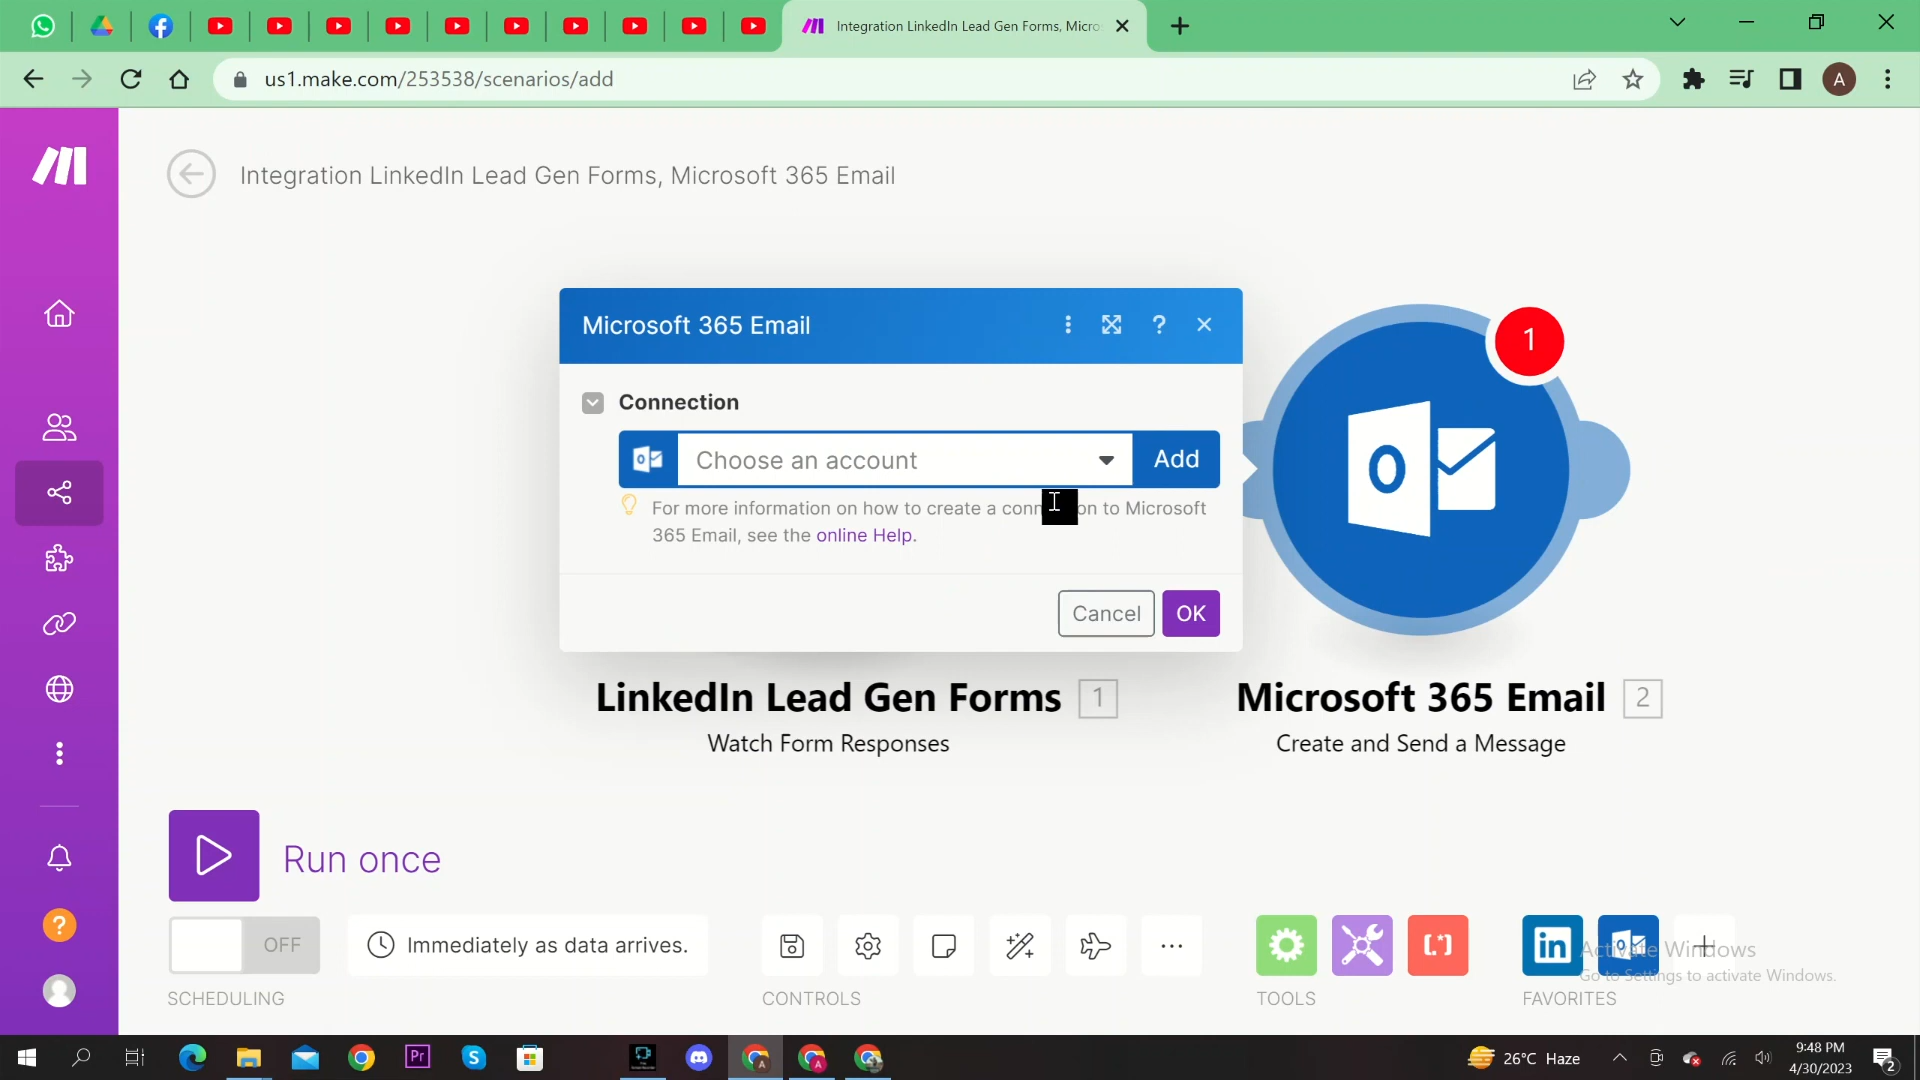 Integration LinkedIn Lead Gen Forms, Micro
us1.make.com/253538/scenarios/add
A
Integration LinkedIn Lead Gen Forms, Microsoft 365 Email
Microsoft 365 Email
?
1
Connection
Choose an account
Add
For more information on how to create a conn on to Microsoft
365 Email, see the online Help.
Cancel
OK
LinkedIn Lead Gen Forms 1
Watch Form Responses
Microsoft 365 Email 2
Create and Send a Message
Run once
OFF
Immediately as data arrives.
SCHEDULING
CONTROLS
TOOLS
FAVORITES
Activate Windows
Go to Settings to activate Windows.
26°C Haze
9:48 PM
4/30/2023
2